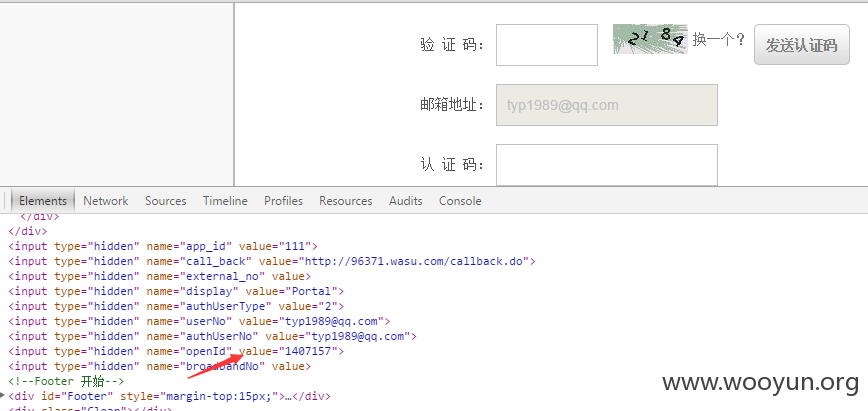 验 证 码： 2184 换一个？ 发送认证码
邮箱地址： typ1989@qq.com
认 证 码：
Elements Network Sources Timeline Profiles Resources Audits Console
</div>
</div>
<input type="hidden" name="app_id" value="111">
<input type="hidden" name="call_back" value="http://96371.wasu.com/callback.do">
<input type="hidden" name="external_no" value>
<input type="hidden" name="display" value="Portal">
<input type="hidden" name="authUserType" value="2">
<input type="hidden" name="userNo" value="typ1989@qq.com">
<input type="hidden" name="authUserNo" value="typ1989@qq.com">
<input type="hidden" name="openId" value="1407157">
<input type="hidden" name="broadbandNo" value>
<!--Footer 开始-->
<div id="Footer" style="margin-top:15px;">…</div>
<div class="Clear"></div>
www.wooyun.org